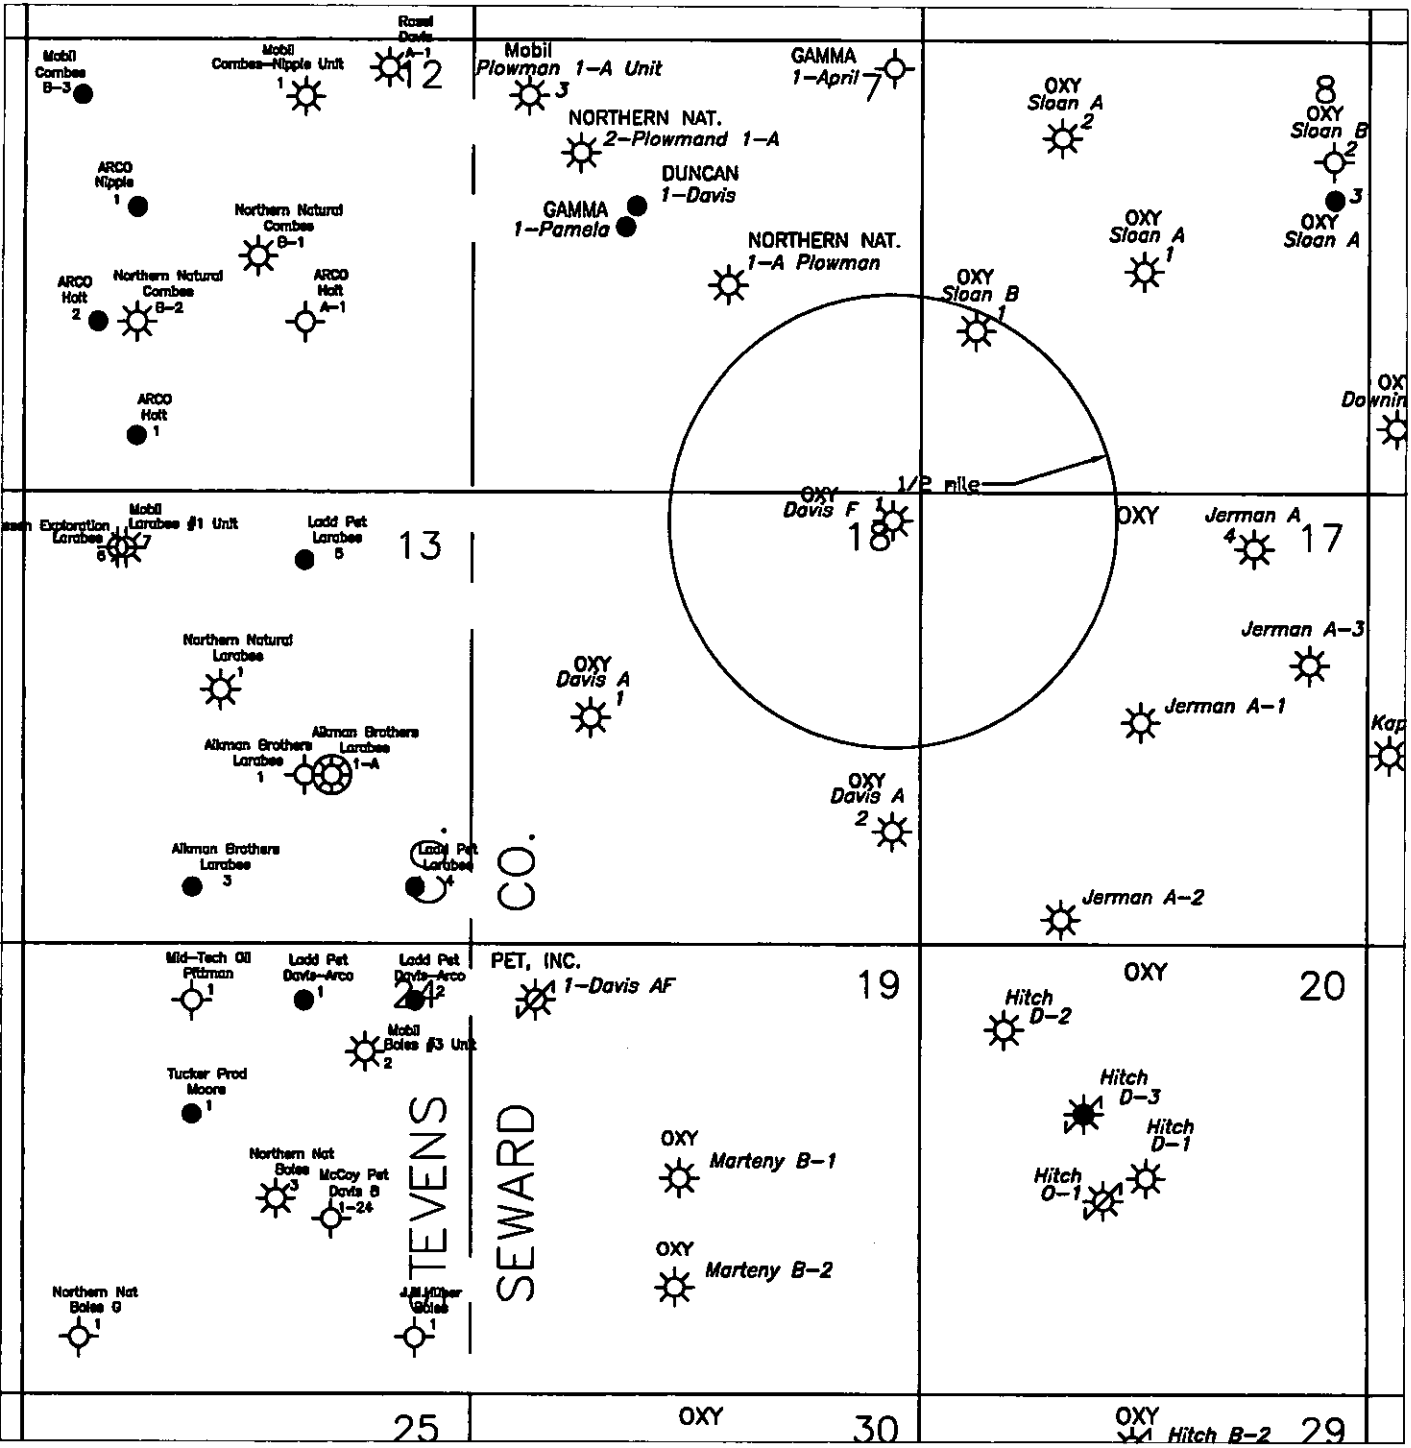 Mobil
Combes
B-3
Mobil
Combes-Nipple Unit
1
Rosel
Davis
A-1
12
Mobil
Plowman 1-A Unit
3
GAMMA
1-April
7
OXY
Sloan A
2
8
OXY
Sloan B
2
3
OXY
Sloan A
NORTHERN NAT.
2-Plowmand 1-A
DUNCAN
1-Davis
GAMMA
1-Pamela
ARCO
Nipple
1
Northern Natural
Combes
B-1
NORTHERN NAT.
1-A Plowman
OXY
Sloan A
1
ARCO
Holt
2
Northern Natural
Combes
B-2
ARCO
Holt
A-1
OXY
Sloan B
1
ARCO
Holt
1
OXY
Downin
1/2 mile
Exploration
Larabee
6
Mobil
Larabee #1 Unit
7
Ladd Pet
Larabee
5
13
OXY
Davis F 1
18
OXY
Jerman A
4
17
Northern Natural
Larabee
1
OXY
Davis A
1
Jerman A-3
Jerman A-1
Kap
Aikman Brothers
Larabee
1
Aikman Brothers
Larabee
1-A
OXY
Davis A
2
Aikman Brothers
Larabee
3
Ladd Pet
Larabee
4
Jerman A-2
Mid-Tech Oil
Pittman
1
Ladd Pet
Davis-Arco
1
Ladd Pet
Davis-Arco
2
24
PET, INC.
1-Davis AF
19
OXY
20
Hitch
D-2
Mobil
Boles #3 Unit
2
Tucker Prod
Moore
1
Hitch
D-3
Hitch
D-1
Hitch
O-1
Northern Nat
Boles
3
McCoy Pet
Davis B
1-24
OXY
Marteny B-1
OXY
Marteny B-2
STEVENS CO.
SEWARD CO.
Northern Nat
Boles G
1
J.M.Huber
Boles
1
25
OXY
30
OXY
Hitch B-2
29